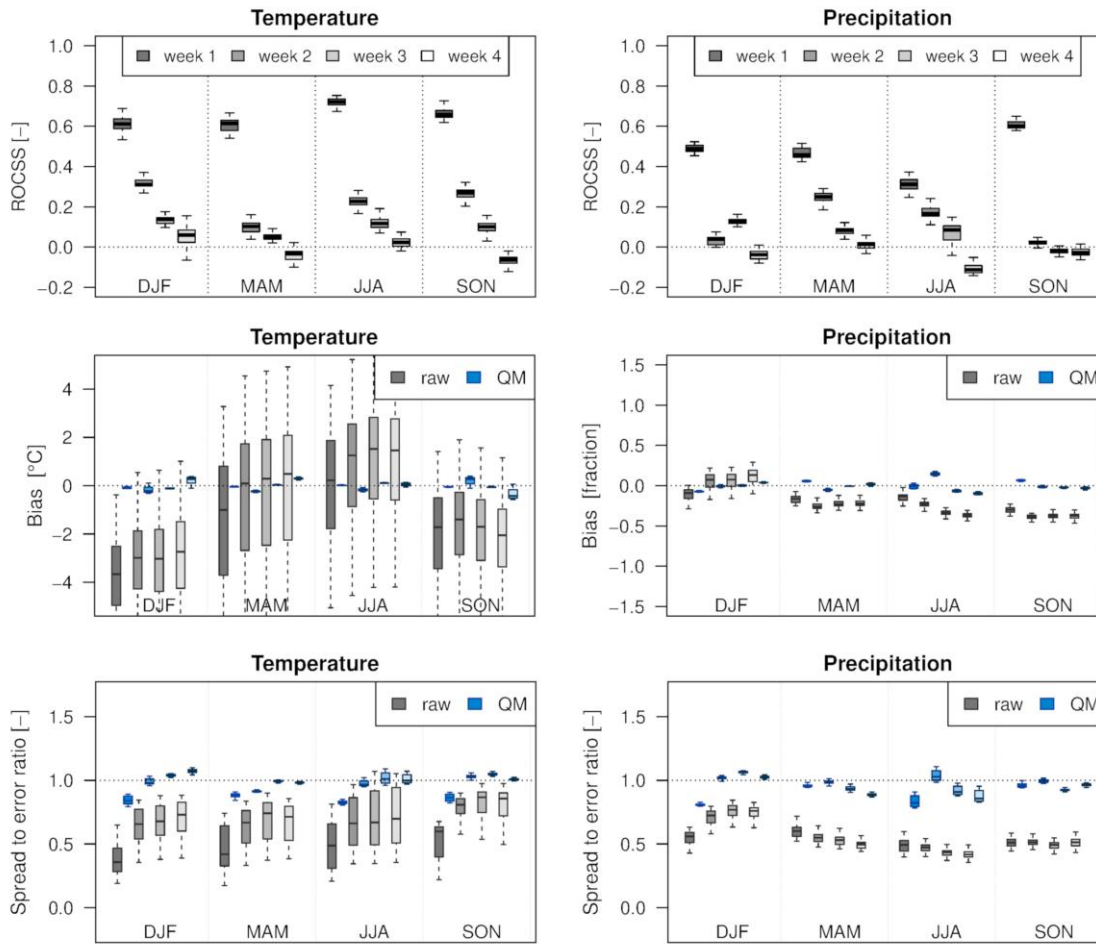 Temperature
Precipitation
week 1 week 2 week 3 week 4
week 1 week 2 week 3 week 4
ROCSS [−]
1.0
0.8
0.6
0.4
0.2
0.0
−0.2
DJF MAM JJA SON
ROCSS [−]
1.0
0.8
0.6
0.4
0.2
0.0
−0.2
DJF MAM JJA SON
Temperature
Precipitation
raw QM
raw QM
Bias [°C]
4
2
0
−2
−4
DJF MAM JJA SON
Bias [fraction]
1.5
1.0
0.5
0.0
−0.5
−1.0
−1.5
DJF MAM JJA SON
Temperature
Precipitation
raw QM
raw QM
Spread to error ratio [−]
1.5
1.0
0.5
0.0
DJF MAM JJA SON
Spread to error ratio [−]
1.5
1.0
0.5
0.0
DJF MAM JJA SON